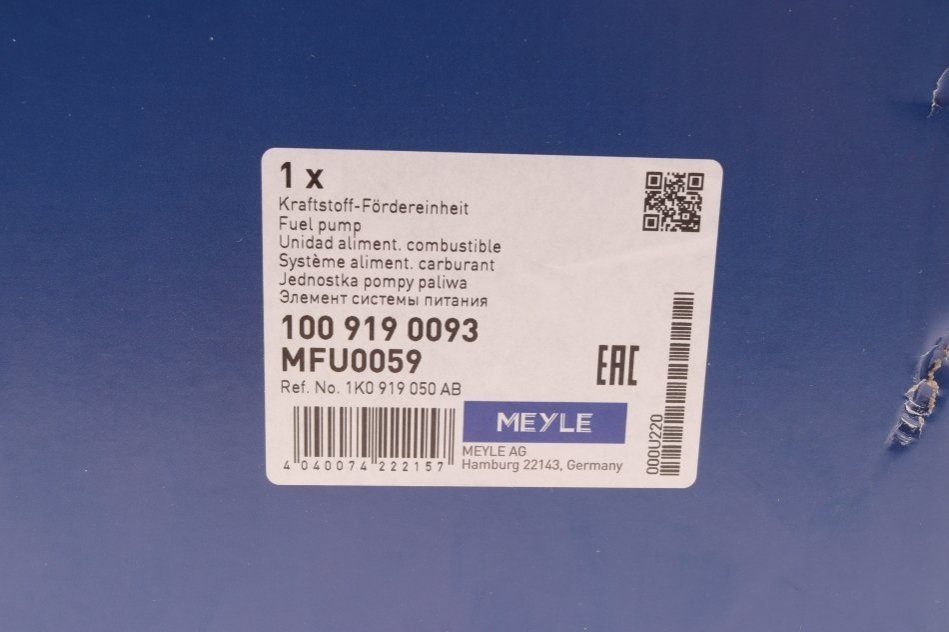 1 x
Kraftstoff-Fördereinheit
Fuel pump
Unidad aliment. combustible
Système aliment. carburant
Jednostka pompy paliwa
Элемент системы питания
100 919 0093
MFU0059
Ref. No. 1K0 919 050 AB
EAC
MEYLE
MEYLE AG
Hamburg 22143, Germany
4 040074 222157
000U220